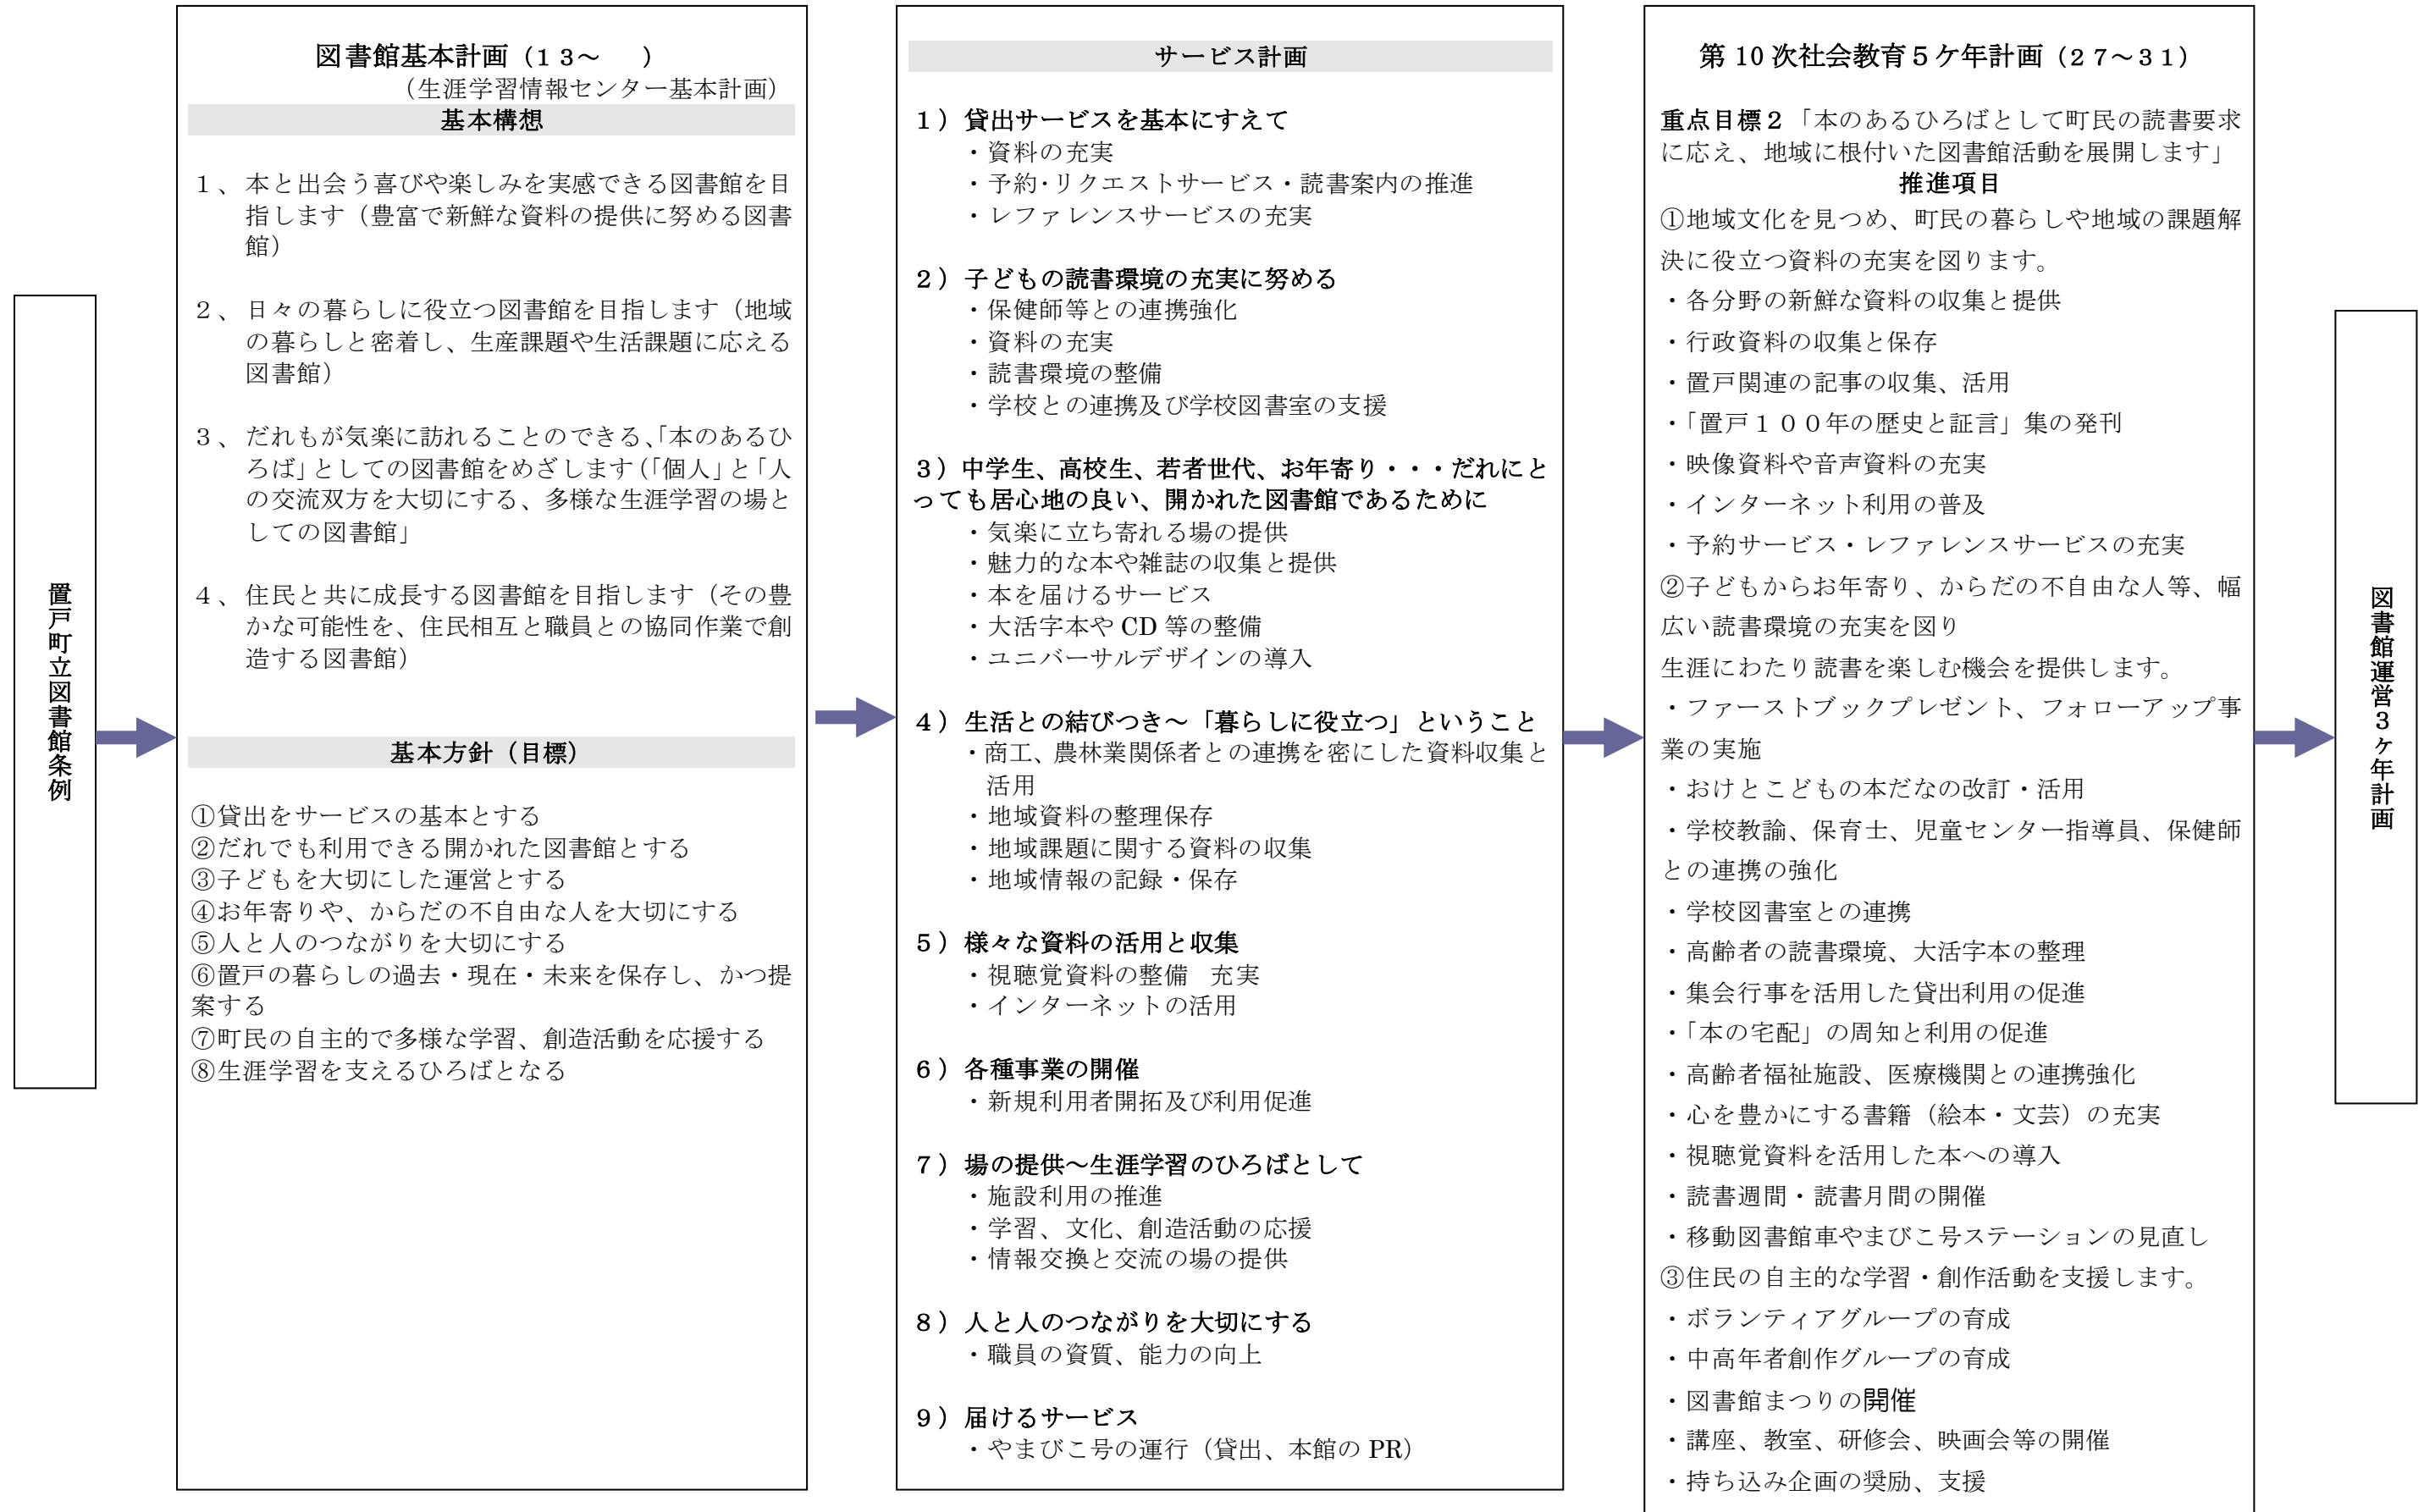 置戸町立図書館条例
図書館基本計画（１３～　　）
（生涯学習情報センター基本計画）
基本構想
１、本と出会う喜びや楽しみを実感できる図書館を目
指します（豊富で新鮮な資料の提供に努める図書
館）
２、日々の暮らしに役立つ図書館を目指します（地域
の暮らしと密着し、生産課題や生活課題に応える
図書館）
３、だれもが気楽に訪れることのできる、「本のあるひ
ろば」としての図書館をめざします（「個人」と「人
の交流双方を大切にする、多様な生涯学習の場と
しての図書館」
４、住民と共に成長する図書館を目指します（その豊
かな可能性を、住民相互と職員との協同作業で創
造する図書館）
基本方針（目標）
①貸出をサービスの基本とする
②だれでも利用できる開かれた図書館とする
③子どもを大切にした運営とする
④お年寄りや、からだの不自由な人を大切にする
⑤人と人のつながりを大切にする
⑥置戸の暮らしの過去・現在・未来を保存し、かつ提
案する
⑦町民の自主的で多様な学習、創造活動を応援する
⑧生涯学習を支えるひろばとなる
サービス計画
１）貸出サービスを基本にすえて
・資料の充実
・予約・リクエストサービス・読書案内の推進
・レファレンスサービスの充実
２）子どもの読書環境の充実に努める
・保健師等との連携強化
・資料の充実
・読書環境の整備
・学校との連携及び学校図書室の支援
３）中学生、高校生、若者世代、お年寄り・・・だれにと
っても居心地の良い、開かれた図書館であるために
・気楽に立ち寄れる場の提供
・魅力的な本や雑誌の収集と提供
・本を届けるサービス
・大活字本や CD 等の整備
・ユニバーサルデザインの導入
４）生活との結びつき～「暮らしに役立つ」ということ
・商工、農林業関係者との連携を密にした資料収集と
活用
・地域資料の整理保存
・地域課題に関する資料の収集
・地域情報の記録・保存
５）様々な資料の活用と収集
・視聴覚資料の整備　充実
・インターネットの活用
６）各種事業の開催
・新規利用者開拓及び利用促進
７）場の提供～生涯学習のひろばとして
・施設利用の推進
・学習、文化、創造活動の応援
・情報交換と交流の場の提供
８）人と人のつながりを大切にする
・職員の資質、能力の向上
９）届けるサービス
・やまびこ号の運行（貸出、本館の PR）
第 10 次社会教育５ケ年計画（２７～３１）
重点目標２「本のあるひろばとして町民の読書要求
に応え、地域に根付いた図書館活動を展開します」
推進項目
①地域文化を見つめ、町民の暮らしや地域の課題解
決に役立つ資料の充実を図ります。
・各分野の新鮮な資料の収集と提供
・行政資料の収集と保存
・置戸関連の記事の収集、活用
・「置戸１００年の歴史と証言」集の発刊
・映像資料や音声資料の充実
・インターネット利用の普及
・予約サービス・レファレンスサービスの充実
②子どもからお年寄り、からだの不自由な人等、幅
広い読書環境の充実を図り
生涯にわたり読書を楽しむ機会を提供します。
・ファーストブックプレゼント、フォローアップ事
業の実施
・おけとこどもの本だなの改訂・活用
・学校教諭、保育士、児童センター指導員、保健師
との連携の強化
・学校図書室との連携
・高齢者の読書環境、大活字本の整理
・集会行事を活用した貸出利用の促進
・「本の宅配」の周知と利用の促進
・高齢者福祉施設、医療機関との連携強化
・心を豊かにする書籍（絵本・文芸）の充実
・視聴覚資料を活用した本への導入
・読書週間・読書月間の開催
・移動図書館車やまびこ号ステーションの見直し
③住民の自主的な学習・創作活動を支援します。
・ボランティアグループの育成
・中高年者創作グループの育成
・図書館まつりの開催
・講座、教室、研修会、映画会等の開催
・持ち込み企画の奨励、支援
図書館運営３ヶ年計画